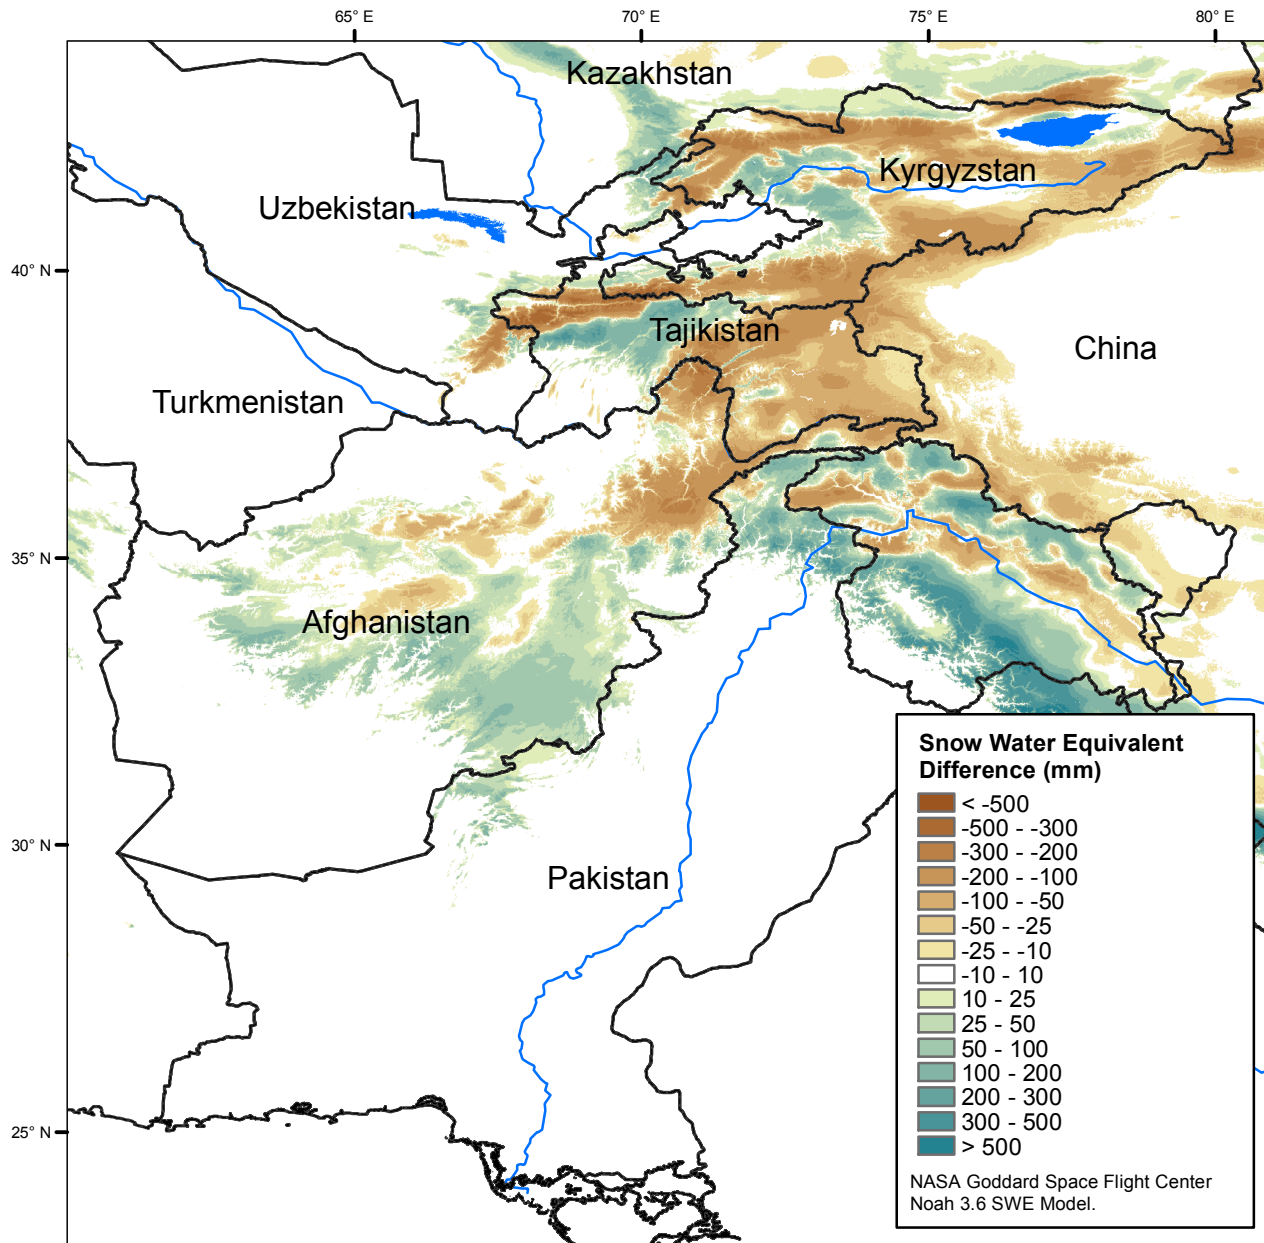 65° E
70° E
75° E
80° E
Kazakhstan
Kyrgyzstan
Uzbekistan
40° N
Tajikistan
China
Turkmenistan
35° N
Afghanistan
Snow Water Equivalent
Difference (mm)
< -500
-500 - -300
-300 - -200
-200 - -100
-100 - -50
-50 - -25
-25 - -10
-10 - 10
10 - 25
25 - 50
50 - 100
100 - 200
200 - 300
300 - 500
> 500
30° N
Pakistan
25° N
NASA Goddard Space Flight Center
Noah 3.6 SWE Model.